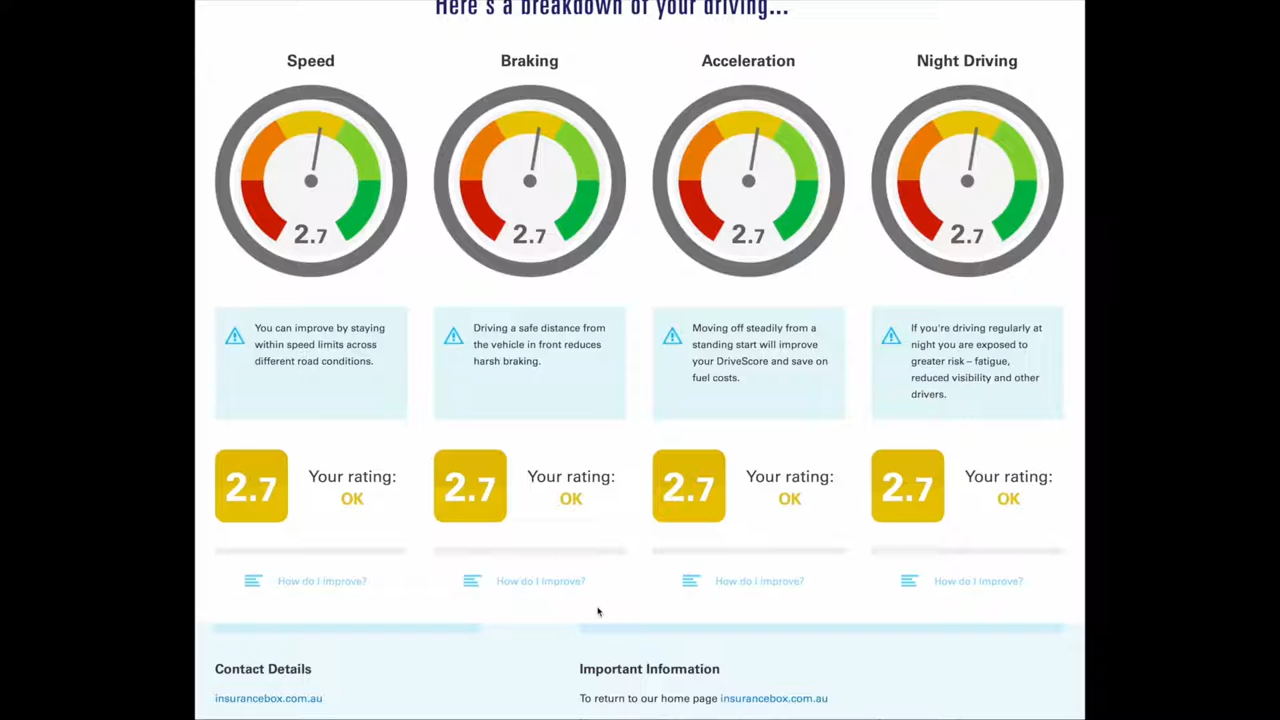 Here's a breakdown of your driving...
Speed
Braking
Acceleration
Night Driving
2.7
2.7
2.7
2.7
You can improve by staying
within speed limits across
different road conditions.
Driving a safe distance from
the vehicle in front reduces
harsh braking.
Moving off steadily from a
standing start will improve
your DriveScore and save on
fuel costs.
If you're driving regularly at
night you are exposed to
greater risk – fatigue,
reduced visibility and other
drivers.
2.7
Your rating:
OK
2.7
Your rating:
OK
2.7
Your rating:
OK
2.7
Your rating:
OK
How do I improve?
How do I improve?
How do I improve?
How do I improve?
Contact Details
insurancebox.com.au
Important Information
To return to our home page insurancebox.com.au